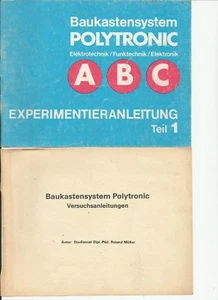 Baukastensystem
POLYTRONIC
Elektrotechnik / Funktechnik / Elektronik
A B C
EXPERIMENTIERANLEITUNG
Teil 1
Baukastensystem Polytronic
Versuchsanleitungen
Autor: Studienrat Dipl.-Päd. Roland Müller